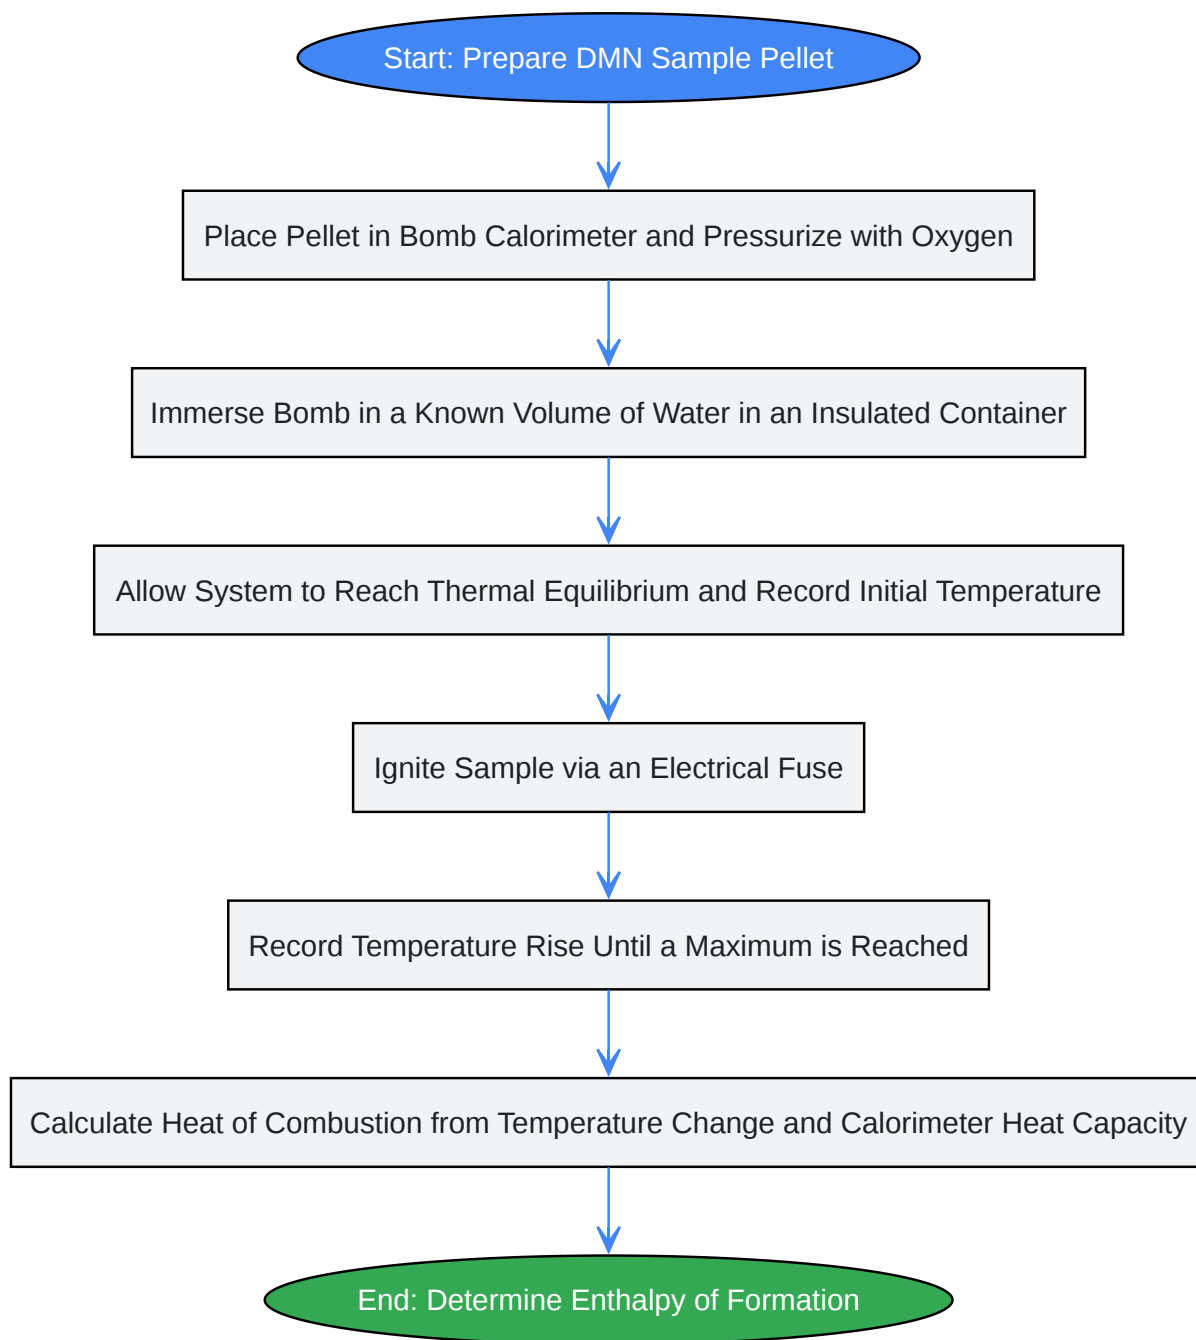 Start: Prepare DMN Sample Pellet
Place Pellet in Bomb Calorimeter and Pressurize with Oxygen
Immerse Bomb in a Known Volume of Water in an Insulated Container
Allow System to Reach Thermal Equilibrium and Record Initial Temperature
Ignite Sample via an Electrical Fuse
Record Temperature Rise Until a Maximum is Reached
Calculate Heat of Combustion from Temperature Change and Calorimeter Heat Capacity
End: Determine Enthalpy of Formation